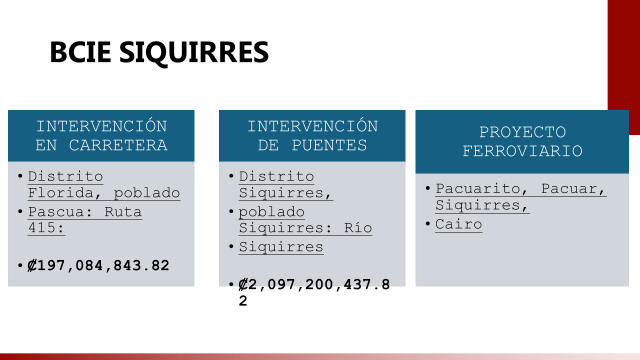 BCIE SIQUIRRES
INTERVENCIÓN
EN CARRETERA
• Distrito
Florida, poblado
• Pascua: Ruta
415:
• ₡197,084,843.82
INTERVENCIÓN
DE PUENTES
• Distrito
Siquirres,
• poblado
Siquirres: Río
• Siquirres
• ₡2,097,200,437.8
2
PROYECTO
FERROVIARIO
• Pacuarito, Pacuar,
Siquirres,
• Cairo